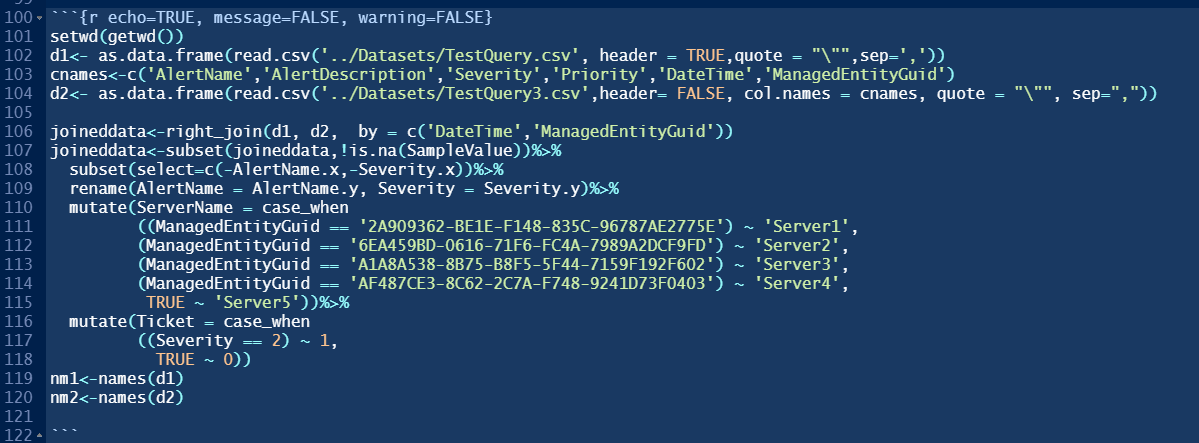 100 ```{r echo=TRUE, message=FALSE, warning=FALSE}
101 setwd(getwd())
102 d1<- as.data.frame(read.csv('../Datasets/TestQuery.csv', header = TRUE,quote = "\"",sep=','))
103 cnames<-c('AlertName','AlertDescription','Severity','Priority','DateTime','ManagedEntityGuid')
104 d2<- as.data.frame(read.csv('../Datasets/TestQuery3.csv',header= FALSE, col.names = cnames, quote = "\"", sep=","))
105
106 joineddata<-right_join(d1, d2,  by = c('DateTime','ManagedEntityGuid'))
107 joineddata<-subset(joineddata,!is.na(SampleValue))%>%
108   subset(select=c(-AlertName.x,-Severity.x))%>%
109   rename(AlertName = AlertName.y, Severity = Severity.y)%>%
110   mutate(ServerName = case_when
111          ((ManagedEntityGuid == '2A909362-BE1E-F148-835C-96787AE2775E') ~ 'Server1',
112          (ManagedEntityGuid == '6EA459BD-0616-71F6-FC4A-7989A2DCF9FD') ~ 'Server2',
113          (ManagedEntityGuid == 'A1A8A538-8B75-B8F5-5F44-7159F192F602') ~ 'Server3',
114          (ManagedEntityGuid == 'AF487CE3-8C62-2C7A-F748-9241D73F0403') ~ 'Server4',
115           TRUE ~ 'Server5'))%>%
116   mutate(Ticket = case_when
117          ((Severity == 2) ~ 1,
118            TRUE ~ 0))
119 nm1<-names(d1)
120 nm2<-names(d2)
121
122 ```